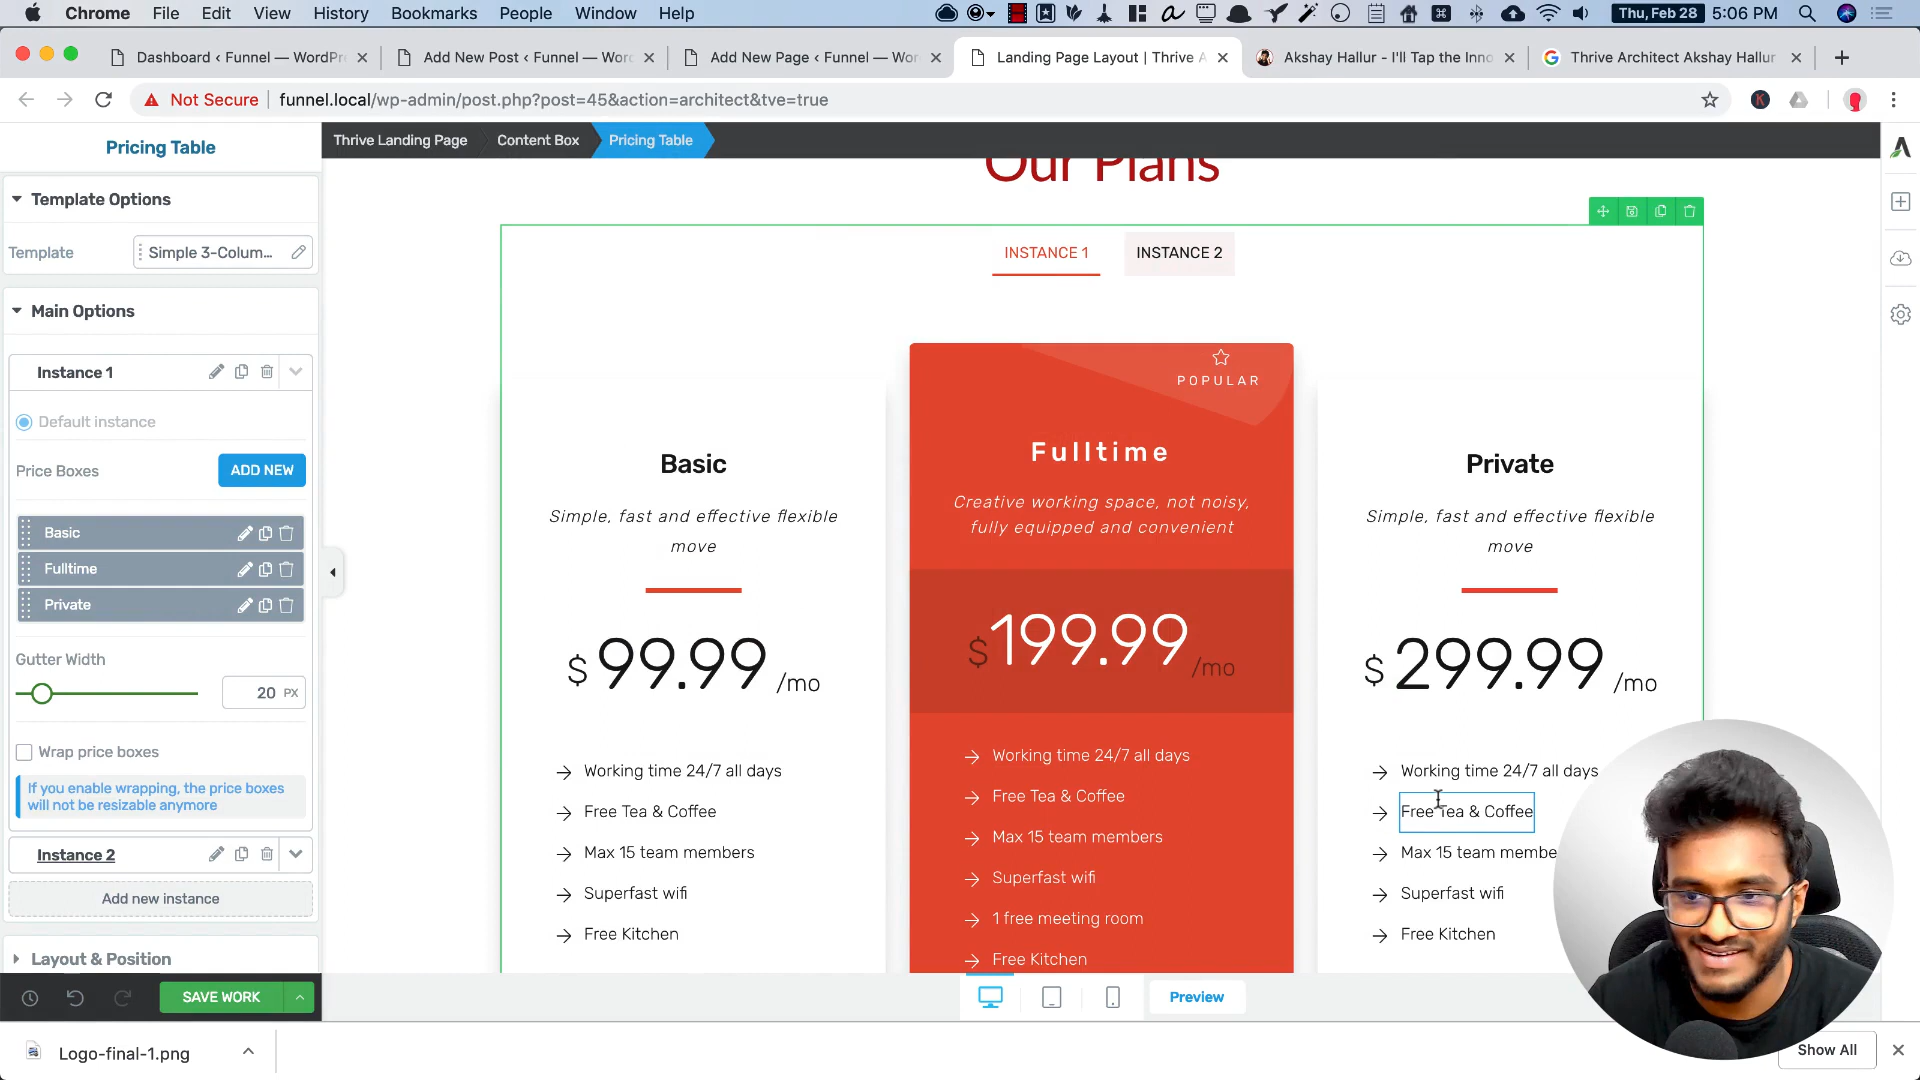 Chrome File Edit View History Bookmarks People Window Help
Thu, Feb 28 5:06 PM
Dashboard ‹ Funnel — WordPr
Add New Post ‹ Funnel — Wor
Add New Page ‹ Funnel — Wor
Landing Page Layout | Thrive A
Akshay Hallur - I'll Tap the Inno
Thrive Architect Akshay Hallur
Not Secure
funnel.local/wp-admin/post.php?post=45&action=architect&tve=true
Pricing Table
Thrive Landing Page
Content Box
Pricing Table
Template Options
Template
Simple 3-Colum...
Main Options
Instance 1
Default instance
Price Boxes
ADD NEW
Basic
Fulltime
Private
Gutter Width
20 PX
Wrap price boxes
If you enable wrapping, the price boxes
will not be resizable anymore
Instance 2
Add new instance
Layout & Position
SAVE WORK
Our Plans
INSTANCE 1
INSTANCE 2
Basic
Simple, fast and effective flexible
move
$ 99.99 /mo
Working time 24/7 all days
Free Tea & Coffee
Max 15 team members
Superfast wifi
Free Kitchen
POPULAR
Fulltime
Creative working space, not noisy,
fully equipped and convenient
$ 199.99 /mo
Working time 24/7 all days
Free Tea & Coffee
Max 15 team members
Superfast wifi
1 free meeting room
Free Kitchen
Private
Simple, fast and effective flexible
move
$ 299.99 /mo
Working time 24/7 all days
Free Tea & Coffee
Max 15 team membe
Superfast wifi
Free Kitchen
Preview
Logo-final-1.png
Show All